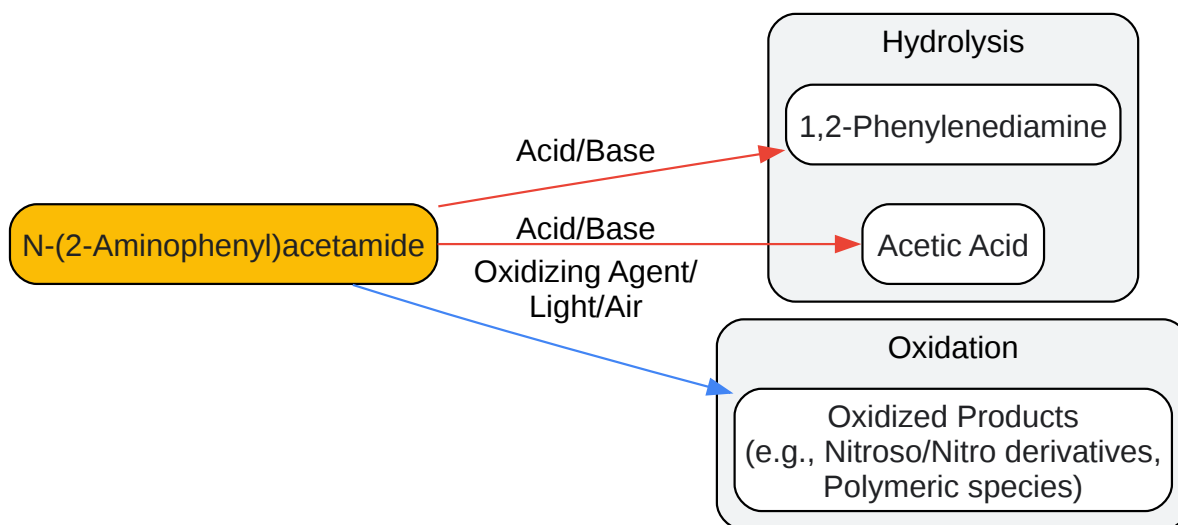 Hydrolysis
1,2-Phenylenediamine
Acid/Base
N-(2-Aminophenyl)acetamide
Acid/Base
Acetic Acid
Oxidizing Agent/
Light/Air
Oxidation
Oxidized Products
(e.g., Nitroso/Nitro derivatives,
Polymeric species)